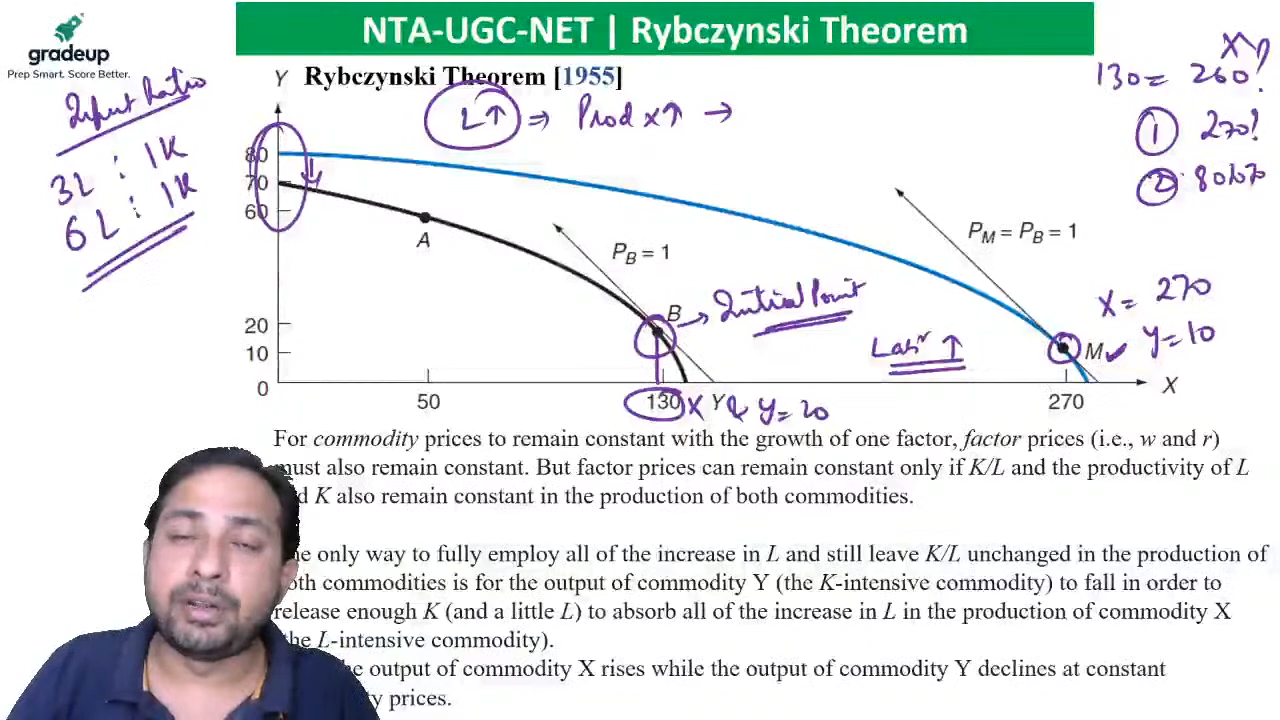 NTA-UGC-NET | Rybczynski Theorem
gradeup
Prep Smart. Score Better.
Y Rybczynski Theorem [1955]
Input Ratio
3L : 1K
6L : 1K
L↑ ⇒ Prod x↑ →
130 = 260?
X
1 270?
2
80
70
60
20
10
0
A
P_B = 1
B → Initial Point
P_M = P_B = 1
X = 270
Y = 10
↑
M
50
130
Y
270
X
X & Y = 20
For commodity prices to remain constant with the growth of one factor, factor prices (i.e., w and r)
must also remain constant. But factor prices can remain constant only if K/L and the productivity of L
K also remain constant in the production of both commodities.
only way to fully employ all of the increase in L and still leave K/L unchanged in the production of
both commodities is for the output of commodity Y (the K-intensive commodity) to fall in order to
release enough K (and a little L) to absorb all of the increase in L in the production of commodity X
the L-intensive commodity).
output of commodity X rises while the output of commodity Y declines at constant
prices.